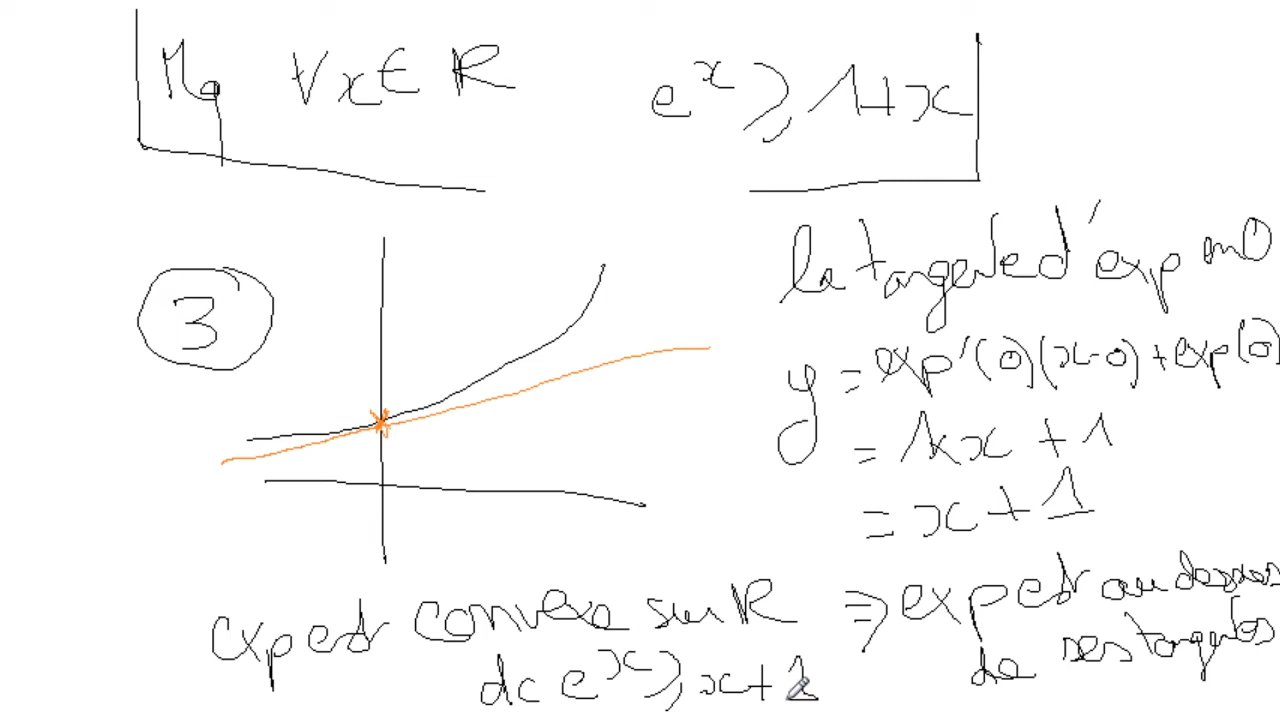 Mq ∀x∈ℝ e^x ⩾ 1+x
3
la tangente d'exp en 0
y = exp'(0)(x-0) + exp(0)
= 1×x + 1
= x + 1
exp est convexe sur ℝ ⇒ exp est au dessus
de ses tangentes
dc e^x ⩾ x+1